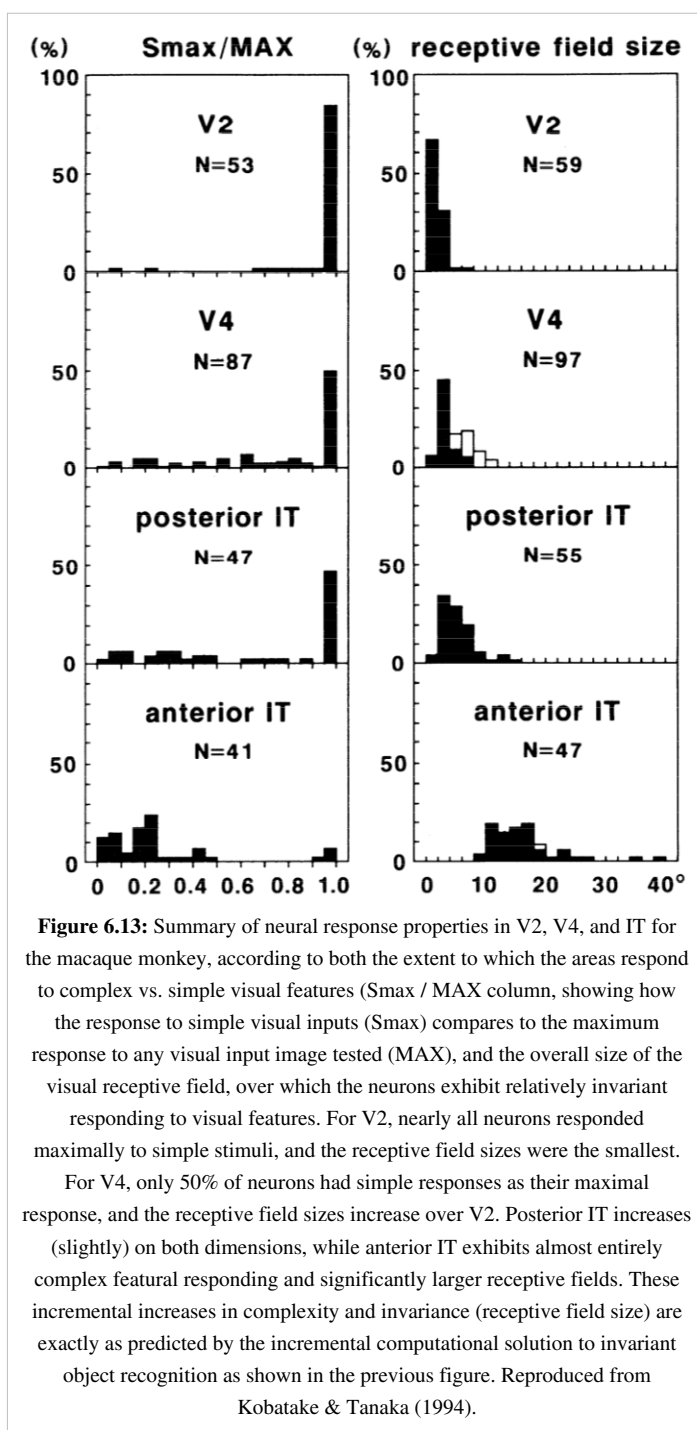 (%) Smax/MAX (%) receptive field size
100 100
V2 V2
N=53 N=59
50 50
0 0
V4 V4
N=87 N=97
50 50
0 0
posterior IT posterior IT
N=47 N=55
50 50
0 0
anterior IT anterior IT
N=41 N=47
50 50
0 0
0 0.2 0.4 0.6 0.8 1.0 0 10 20 30 40°
Figure 6.13: Summary of neural response properties in V2, V4, and IT for
the macaque monkey, according to both the extent to which the areas respond
to complex vs. simple visual features (Smax / MAX column, showing how
the response to simple visual inputs (Smax) compares to the maximum
response to any visual input image tested (MAX), and the overall size of the
visual receptive field, over which the neurons exhibit relatively invariant
responding to visual features. For V2, nearly all neurons responded
maximally to simple stimuli, and the receptive field sizes were the smallest.
For V4, only 50% of neurons had simple responses as their maximal
response, and the receptive field sizes increase over V2. Posterior IT increases
(slightly) on both dimensions, while anterior IT exhibits almost entirely
complex featural responding and significantly larger receptive fields. These
incremental increases in complexity and invariance (receptive field size) are
exactly as predicted by the incremental computational solution to invariant
object recognition as shown in the previous figure. Reproduced from
Kobatake & Tanaka (1994).